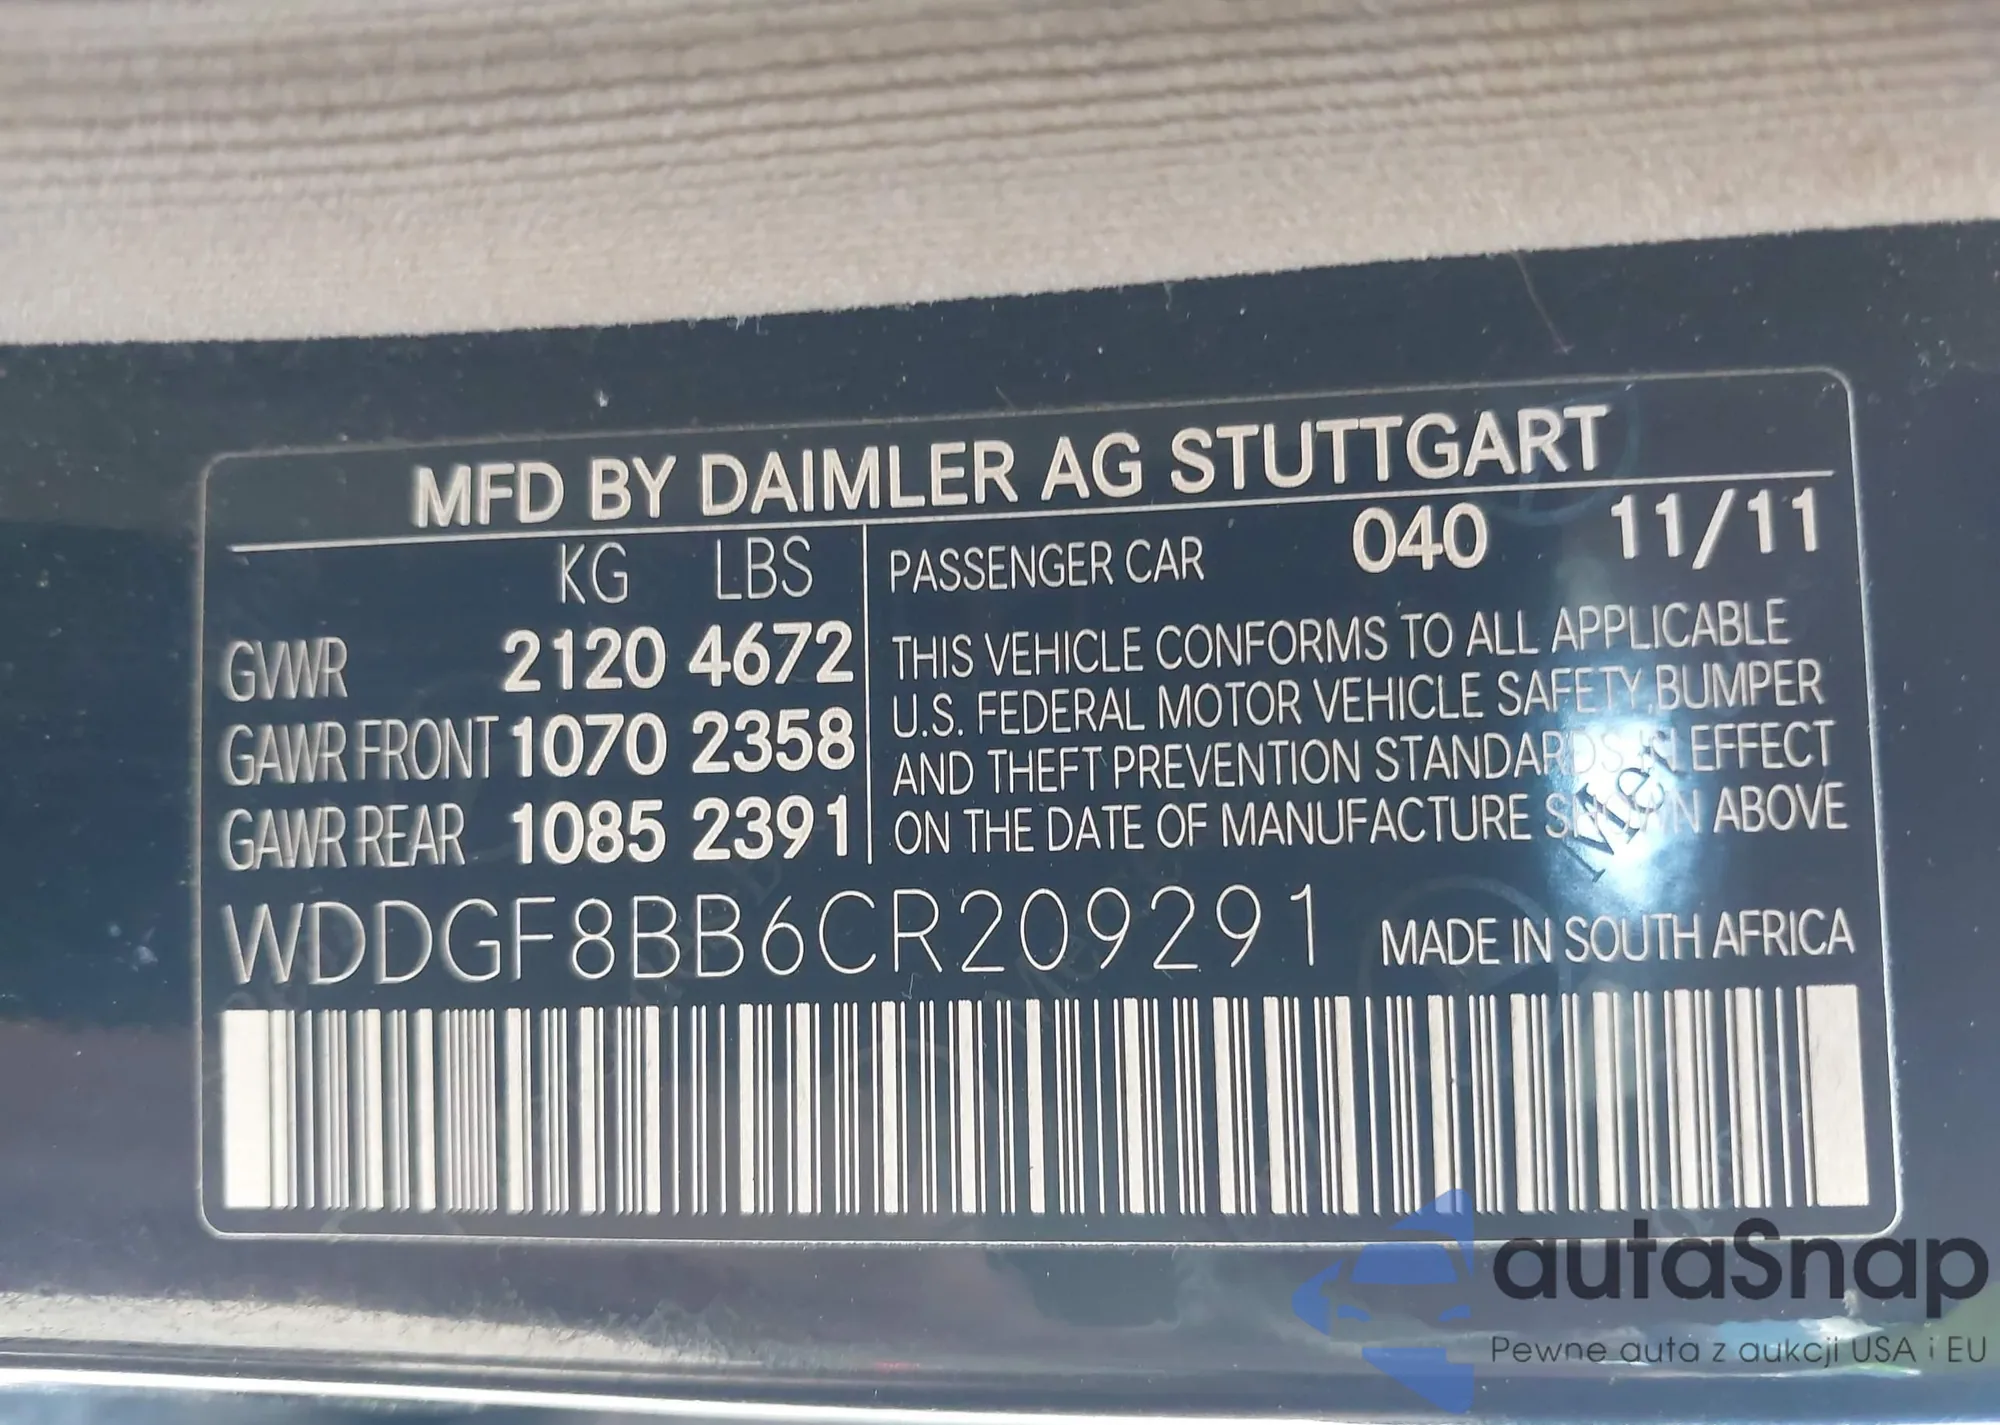 MFD BY DAIMLER AG STUTTGART
KG LBS
GVWR 2120 4672
GAWR FRONT 1070 2358
GAWR REAR 1085 2391
PASSENGER CAR 040 11/11
THIS VEHICLE CONFORMS TO ALL APPLICABLE
U.S. FEDERAL MOTOR VEHICLE SAFETY, BUMPER
AND THEFT PREVENTION STANDARDS IN EFFECT
ON THE DATE OF MANUFACTURE SHOWN ABOVE
Mer
WDDGF8BB6CR209291 MADE IN SOUTH AFRICA
autaSnap
Pewne auta z aukcji USA i EU